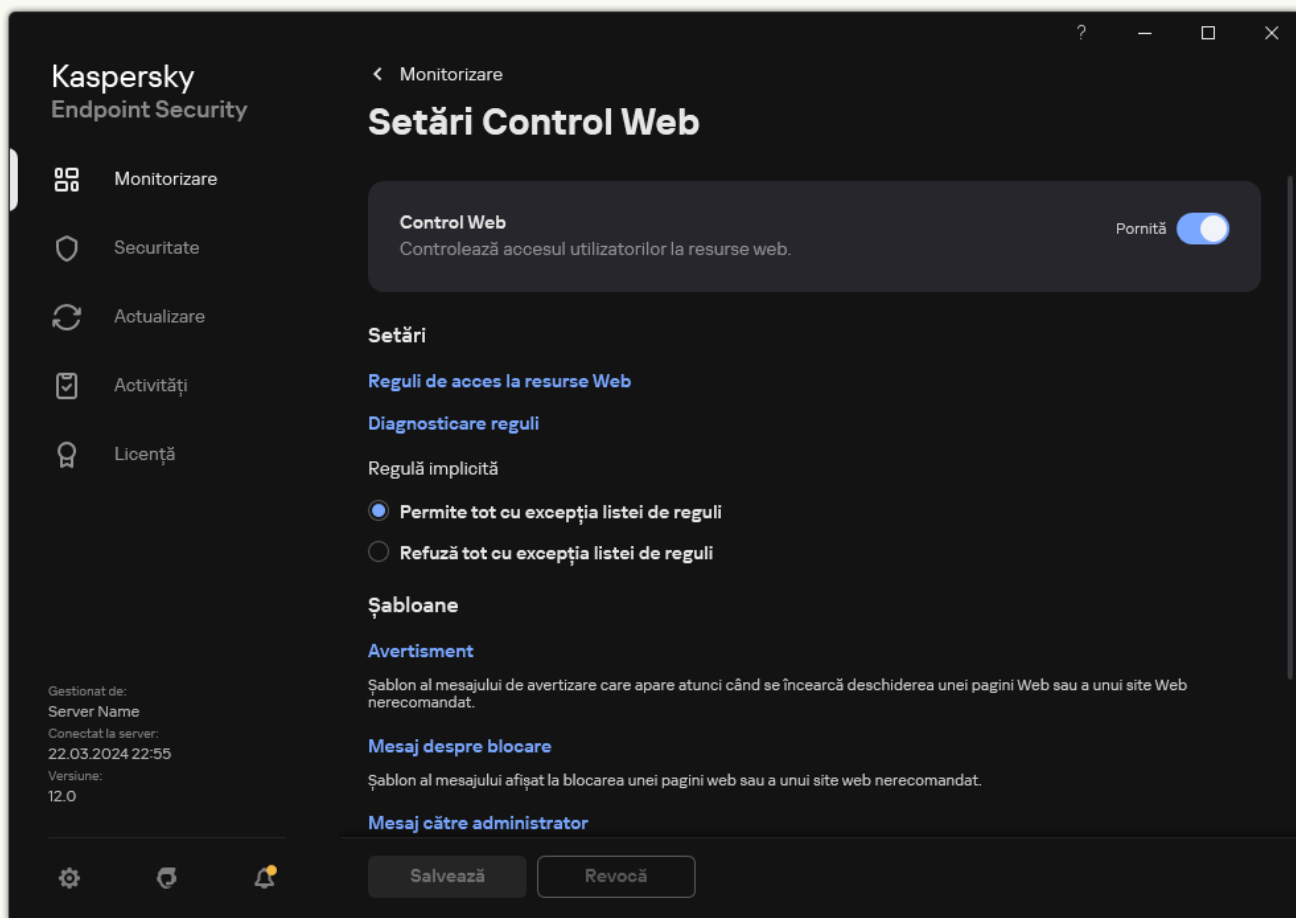 ?
Kaspersky
Endpoint Security
Monitorizare
Securitate
Actualizare
Activități
Licență
Gestionat de:
Server Name
Conectat la server:
22.03.2024 22:55
Versiune:
12.0
Monitorizare
Setări Control Web
Control Web
Controlează accesul utilizatorilor la resurse web.
Pornită
Setări
Reguli de acces la resurse Web
Diagnosticare reguli
Regulă implicită
Permite tot cu excepția listei de reguli
Refuză tot cu excepția listei de reguli
Șabloane
Avertisment
Șablon al mesajului de avertizare care apare atunci când se încearcă deschiderea unei pagini Web sau a unui site Web
nerecomandat.
Mesaj despre blocare
Șablon al mesajului afișat la blocarea unei pagini web sau a unui site web nerecomandat.
Mesaj către administrator
Salvează
Revocă